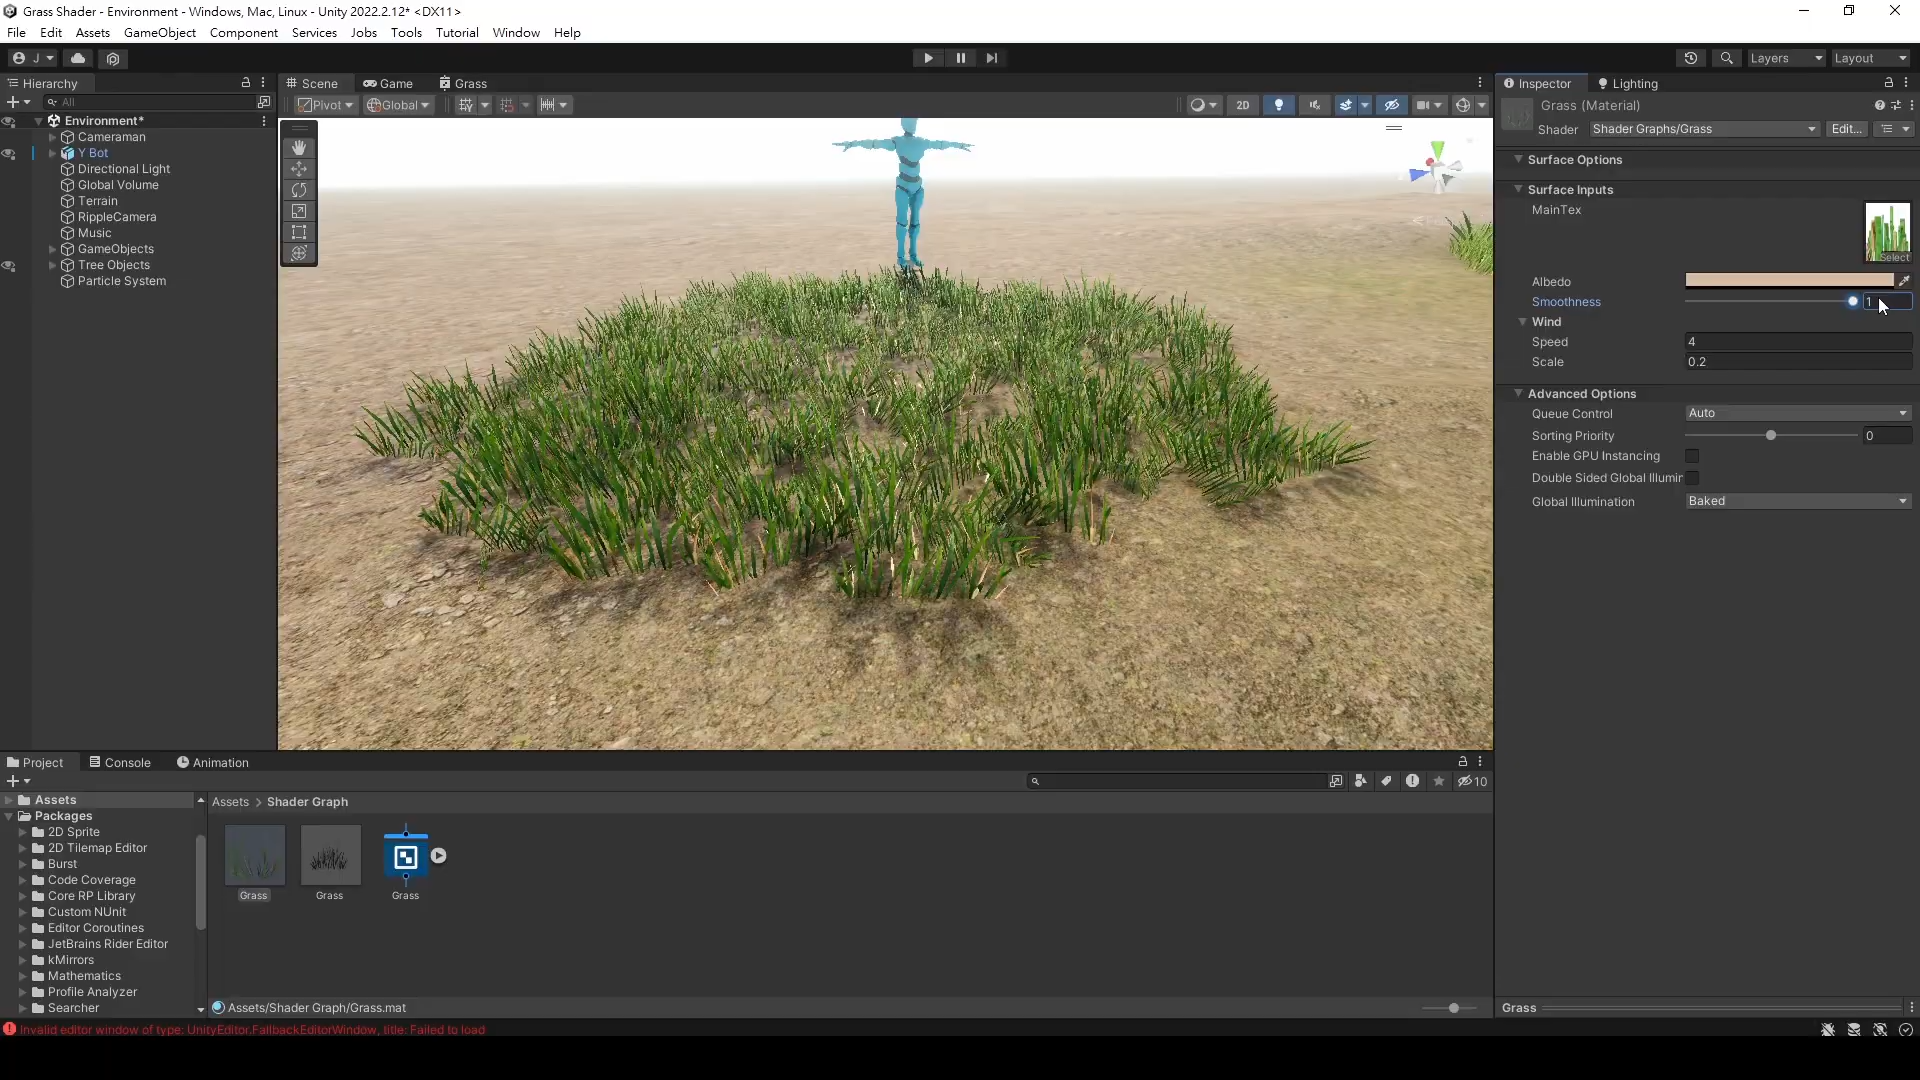 Grass Shader - Environment - Windows, Mac, Linux - Unity 2022.2.12* <DX11>
File Edit Assets GameObject Component Services Jobs Tools Tutorial Window Help
J Layers Layout
Hierarchy
All
Environment*
Cameraman
Y Bot
Directional Light
Global Volume
Terrain
RippleCamera
Music
GameObjects
Tree Objects
Particle System
Scene Game Grass
Pivot Global 2D
Inspector Lighting
Grass (Material)
Shader Shader Graphs/Grass Edit...
Surface Options
Surface Inputs
MainTex
Select
Albedo
Smoothness 1
Wind
Speed 4
Scale 0.2
Advanced Options
Queue Control Auto
Sorting Priority 0
Enable GPU Instancing
Double Sided Global Illumin
Global Illumination Baked
Project Console Animation
10
Assets
Packages
2D Sprite
2D Tilemap Editor
Burst
Code Coverage
Core RP Library
Custom NUnit
Editor Coroutines
JetBrains Rider Editor
kMirrors
Mathematics
Profile Analyzer
Searcher
Assets > Shader Graph
Grass Grass Grass
Assets/Shader Graph/Grass.mat
Grass
Invalid editor window of type: UnityEditor.FallbackEditorWindow, title: Failed to load